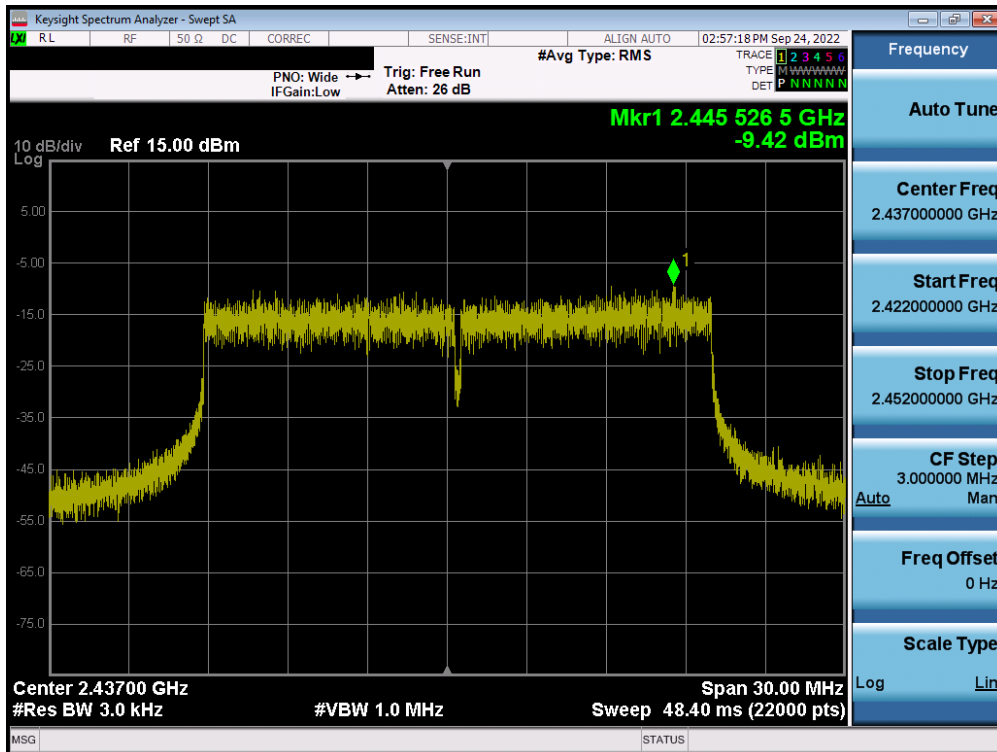 Keysight Spectrum Analyzer - Swept SA
LXI RL RF 50 Ω DC CORREC SENSE:INT ALIGN AUTO 02:57:18 PM Sep 24, 2022
#Avg Type: RMS
TRACE 1 2 3 4 5 6
PNO: Wide Trig: Free Run TYPE M WWWWW
IFGain:Low Atten: 26 dB DET P N N N N N
Mkr1 2.445 526 5 GHz
-9.42 dBm
10 dB/div Ref 15.00 dBm
Log
5.00
-5.00
1
-15.0
-25.0
-35.0
-45.0
-55.0
-65.0
-75.0
Center 2.43700 GHz Span 30.00 MHz
#Res BW 3.0 kHz #VBW 1.0 MHz Sweep 48.40 ms (22000 pts)
MSG STATUS
Frequency
Auto Tune
Center Freq
2.437000000 GHz
Start Freq
2.422000000 GHz
Stop Freq
2.452000000 GHz
CF Step
3.000000 MHz
Auto Man
Freq Offset
0 Hz
Scale Type
Log Lin